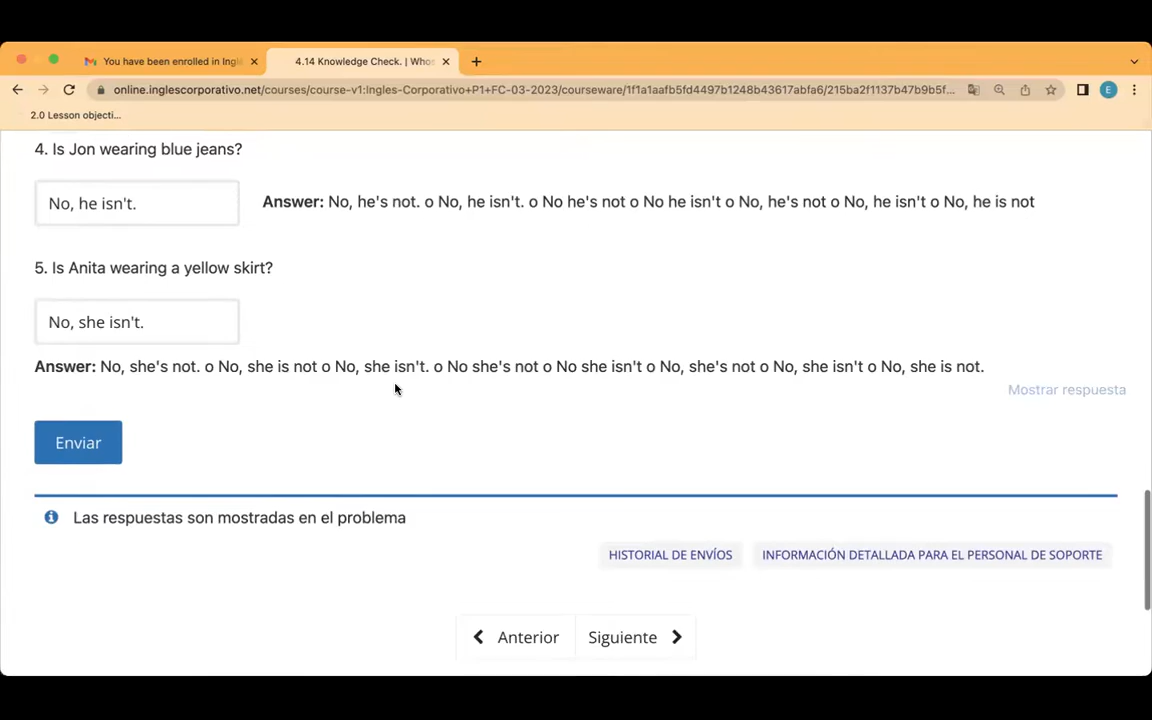 You have been enrolled in Ingl
4.14 Knowledge Check. | Whos
online.inglescorporativo.net/courses/course-v1:Ingles-Corporativo+P1+FC-03-2023/courseware/1f1a1aafb5fd4497b1248b43617abfa6/215ba2f1137b47b9b5f...
E
2.0 Lesson objecti...
4. Is Jon wearing blue jeans?
No, he isn't.
Answer: No, he's not. o No, he isn't. o No he's not o No he isn't o No, he's not o No, he isn't o No, he is not
5. Is Anita wearing a yellow skirt?
No, she isn't.
Answer: No, she's not. o No, she is not o No, she isn't. o No she's not o No she isn't o No, she's not o No, she isn't o No, she is not.
Mostrar respuesta
Enviar
Las respuestas son mostradas en el problema
HISTORIAL DE ENVÍOS
INFORMACIÓN DETALLADA PARA EL PERSONAL DE SOPORTE
Anterior
Siguiente